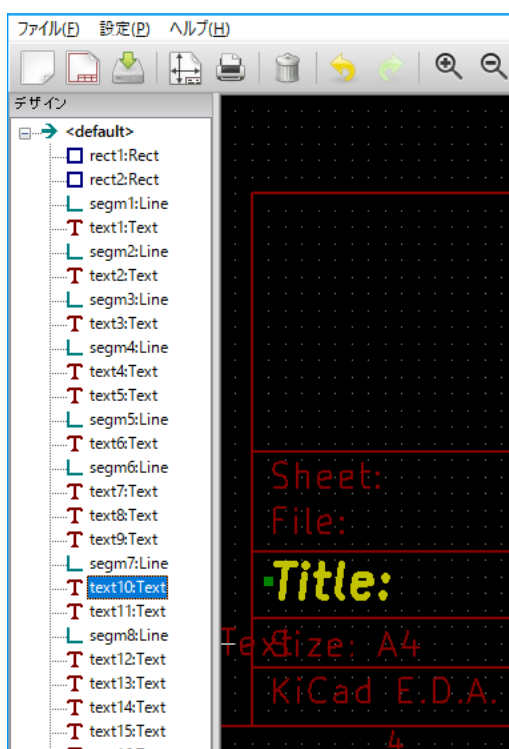 ファイル(F) 設定(P) ヘルプ(H)
デザイン
<default>
rect1:Rect
rect2:Rect
segm1:Line
text1:Text
segm2:Line
text2:Text
segm3:Line
text3:Text
segm4:Line
text4:Text
text5:Text
segm5:Line
text6:Text
segm6:Line
text7:Text
text8:Text
text9:Text
segm7:Line
text10:Text
text11:Text
segm8:Line
text12:Text
text13:Text
text14:Text
text15:Text
Sheet:
File:
Title:
Text
Size: A4
KiCad E.D.A.
4